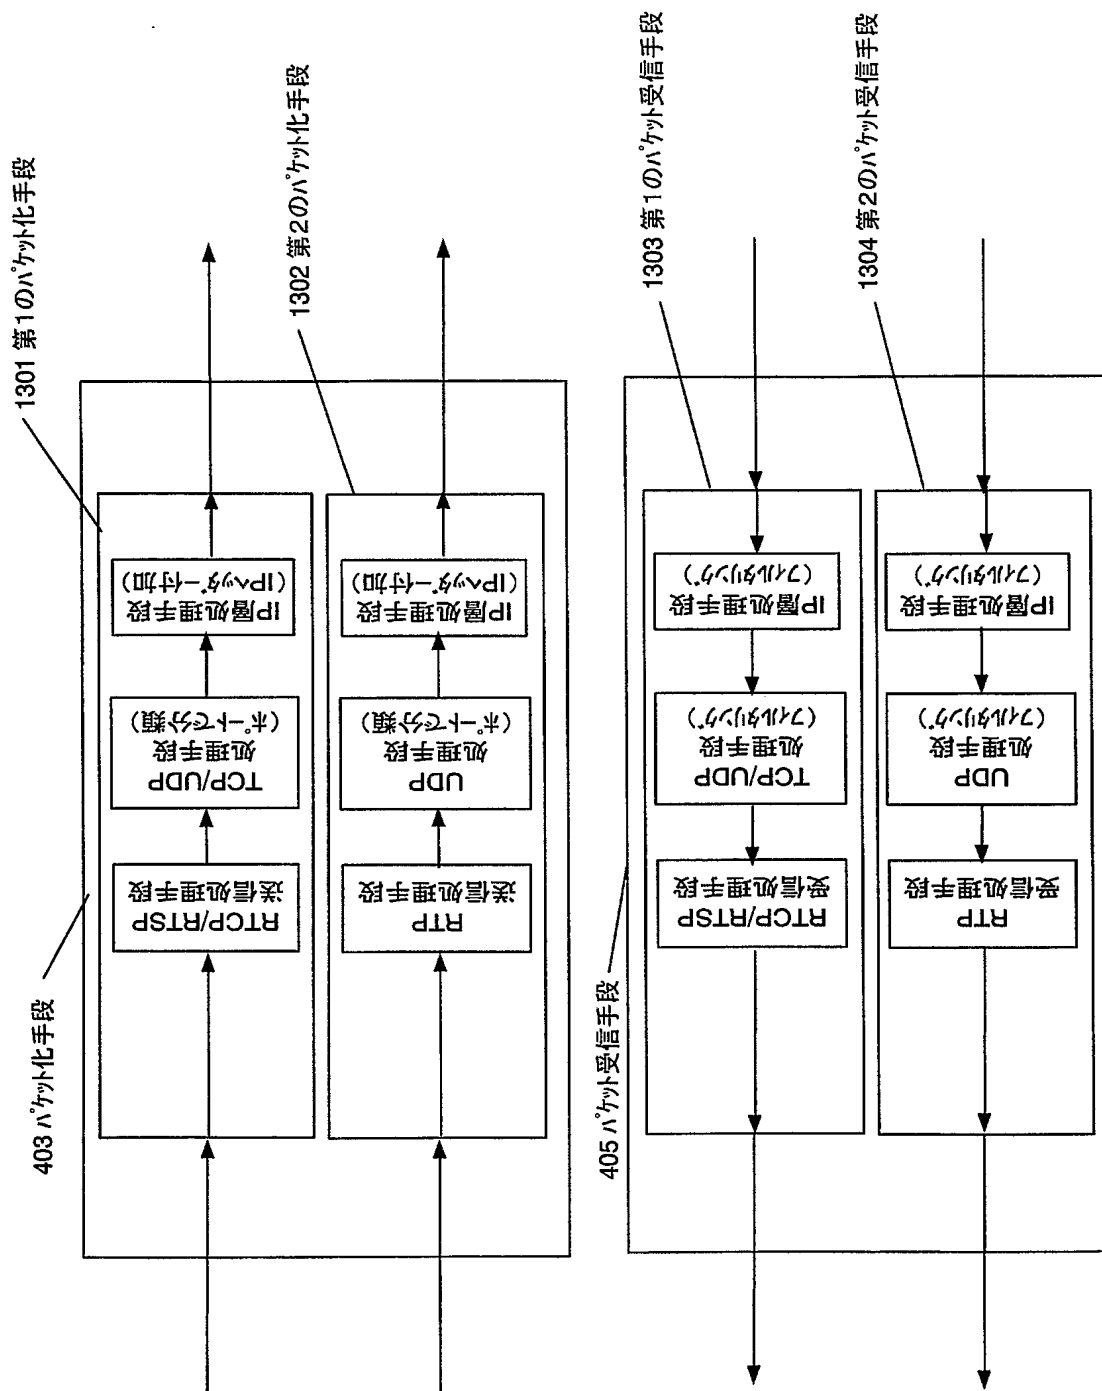 403 パケット化手段
1301 第1のパケット化手段
RTCP/RTSP
送信処理手段
TCP/UDP
処理手段
(ポートで分類)
IP層処理手段
(IPヘッダー付加)
1302 第2のパケット化手段
RTP
送信処理手段
UDP
処理手段
(ポートで分類)
IP層処理手段
(IPヘッダー付加)
405 パケット受信手段
1303 第1のパケット受信手段
RTCP/RTSP
受信処理手段
TCP/UDP
処理手段
(フィルタリング)
IP層処理手段
(フィルタリング)
1304 第2のパケット受信手段
RTP
受信処理手段
UDP
処理手段
(フィルタリング)
IP層処理手段
(フィルタリング)